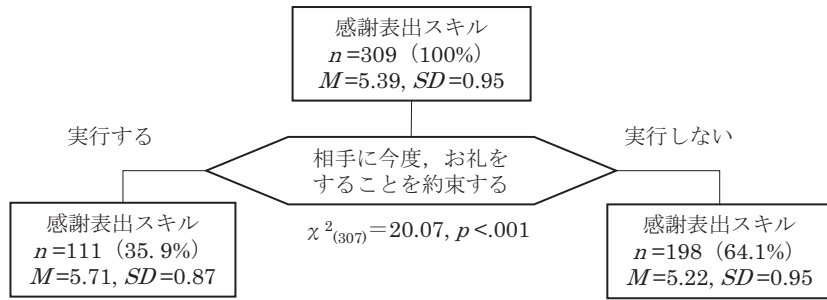 感謝表出スキル
n=309（100%）
M=5.39, SD=0.95
実行する
実行しない
相手に今度，お礼を
することを約束する
感謝表出スキル
n=111（35.9%）
M=5.71, SD=0.87
χ²₍₃₀₇₎＝20.07, p<.001
感謝表出スキル
n=198（64.1%）
M=5.22, SD=0.95